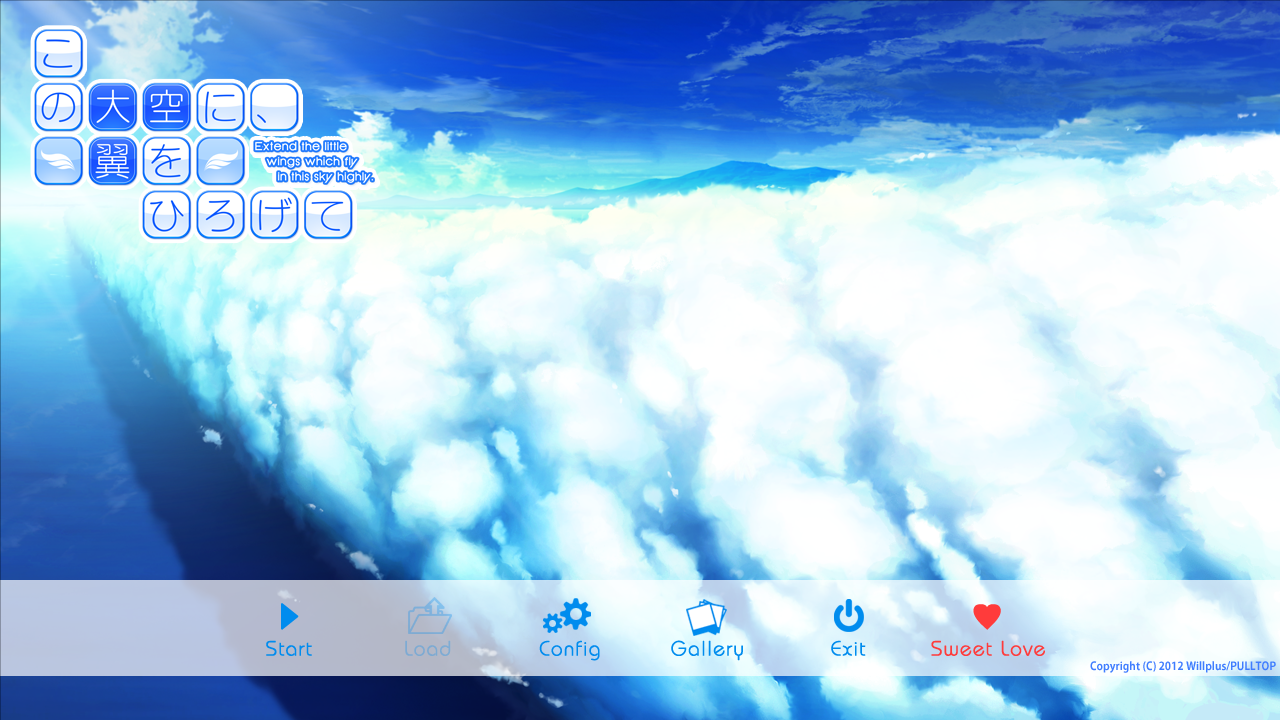 こ
の大空に、
翼を
ひろげて
Extend the little
wings which fly
in this sky highly.
Start
Load
Config
Gallery
Exit
Sweet Love
Copyright (C) 2012 Willplus/PULLTOP